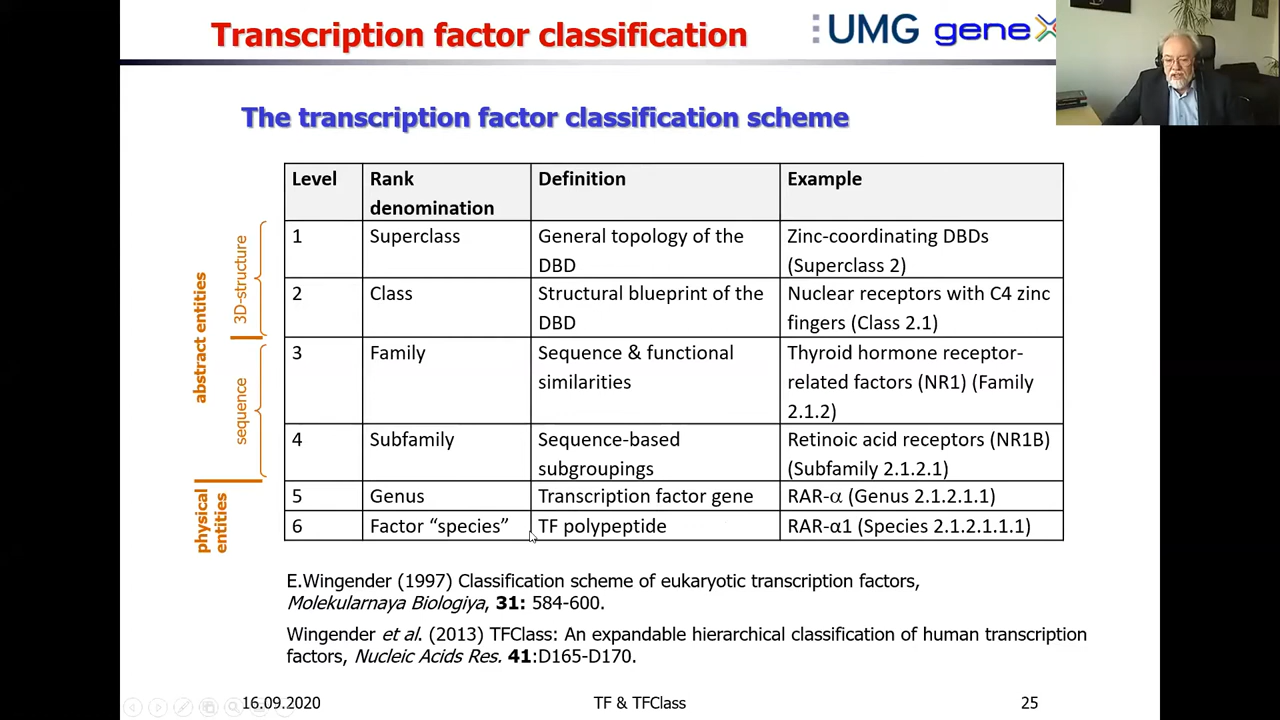 Transcription factor classification
UMG geneX
The transcription factor classification scheme
Level Rank denomination Definition Example
1 Superclass General topology of the DBD Zinc-coordinating DBDs (Superclass 2)
2 Class Structural blueprint of the DBD Nuclear receptors with C4 zinc fingers (Class 2.1)
3 Family Sequence & functional similarities Thyroid hormone receptor-related factors (NR1) (Family 2.1.2)
4 Subfamily Sequence-based subgroupings Retinoic acid receptors (NR1B) (Subfamily 2.1.2.1)
5 Genus Transcription factor gene RAR-α (Genus 2.1.2.1.1)
6 Factor “species” TF polypeptide RAR-α1 (Species 2.1.2.1.1.1)
abstract entities
3D-structure
sequence
physical
entities
E.Wingender (1997) Classification scheme of eukaryotic transcription factors,
Molekularnaya Biologiya, 31: 584-600.
Wingender et al. (2013) TFClass: An expandable hierarchical classification of human transcription
factors, Nucleic Acids Res. 41:D165-D170.
16.09.2020 TF & TFClass 25